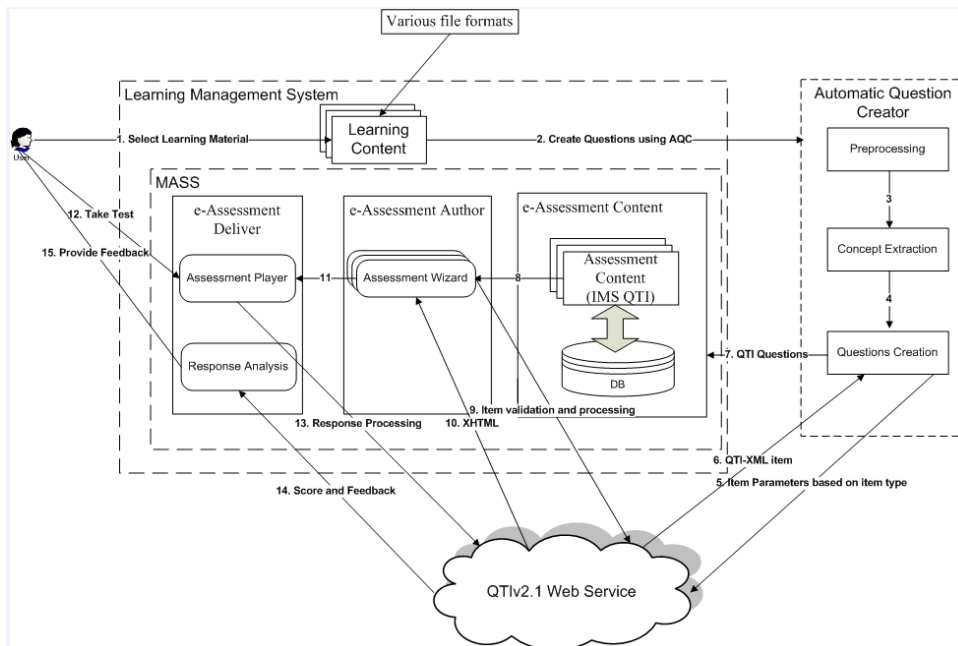 Various file formats
Learning Management System
Automatic Question
Creator
User
1. Select Learning Material
Learning
Content
2. Create Questions using AQC
Preprocessing
MASS
3
12. Take Test
15. Provide Feedback
e-Assessment
Deliver
e-Assessment Author
e-Assessment Content
Concept Extraction
Assessment Player
11
Assessment Wizard
8
Assessment
Content
(IMS QTI)
4
Response Analysis
DB
7. QTI Questions
Questions Creation
9. Item validation and processing
13. Response Processing
10. XHTML
6. QTI-XML item
14. Score and Feedback
5. Item Parameters based on item type
QTIv2.1 Web Service